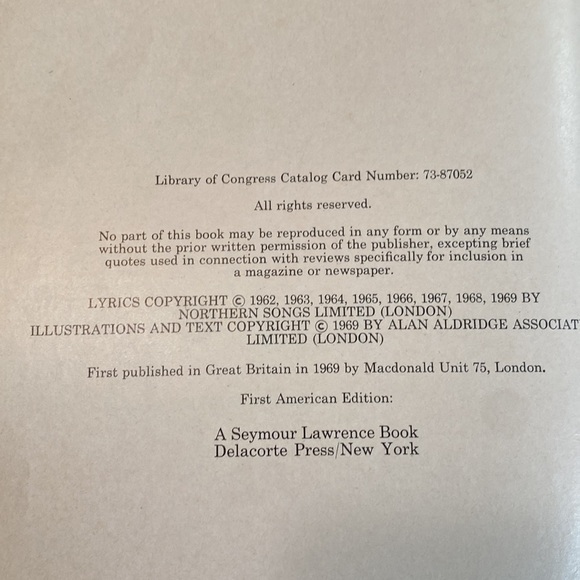 Library of Congress Catalog Card Number: 73-87052
All rights reserved.
No part of this book may be reproduced in any form or by any means
without the prior written permission of the publisher, excepting brief
quotes used in connection with reviews specifically for inclusion in
a magazine or newspaper.
LYRICS COPYRIGHT © 1962, 1963, 1964, 1965, 1966, 1967, 1968, 1969 BY
NORTHERN SONGS LIMITED (LONDON)
ILLUSTRATIONS AND TEXT COPYRIGHT © 1969 BY ALAN ALDRIDGE ASSOCIAT
LIMITED (LONDON)
First published in Great Britain in 1969 by Macdonald Unit 75, London.
First American Edition:
A Seymour Lawrence Book
Delacorte Press/New York